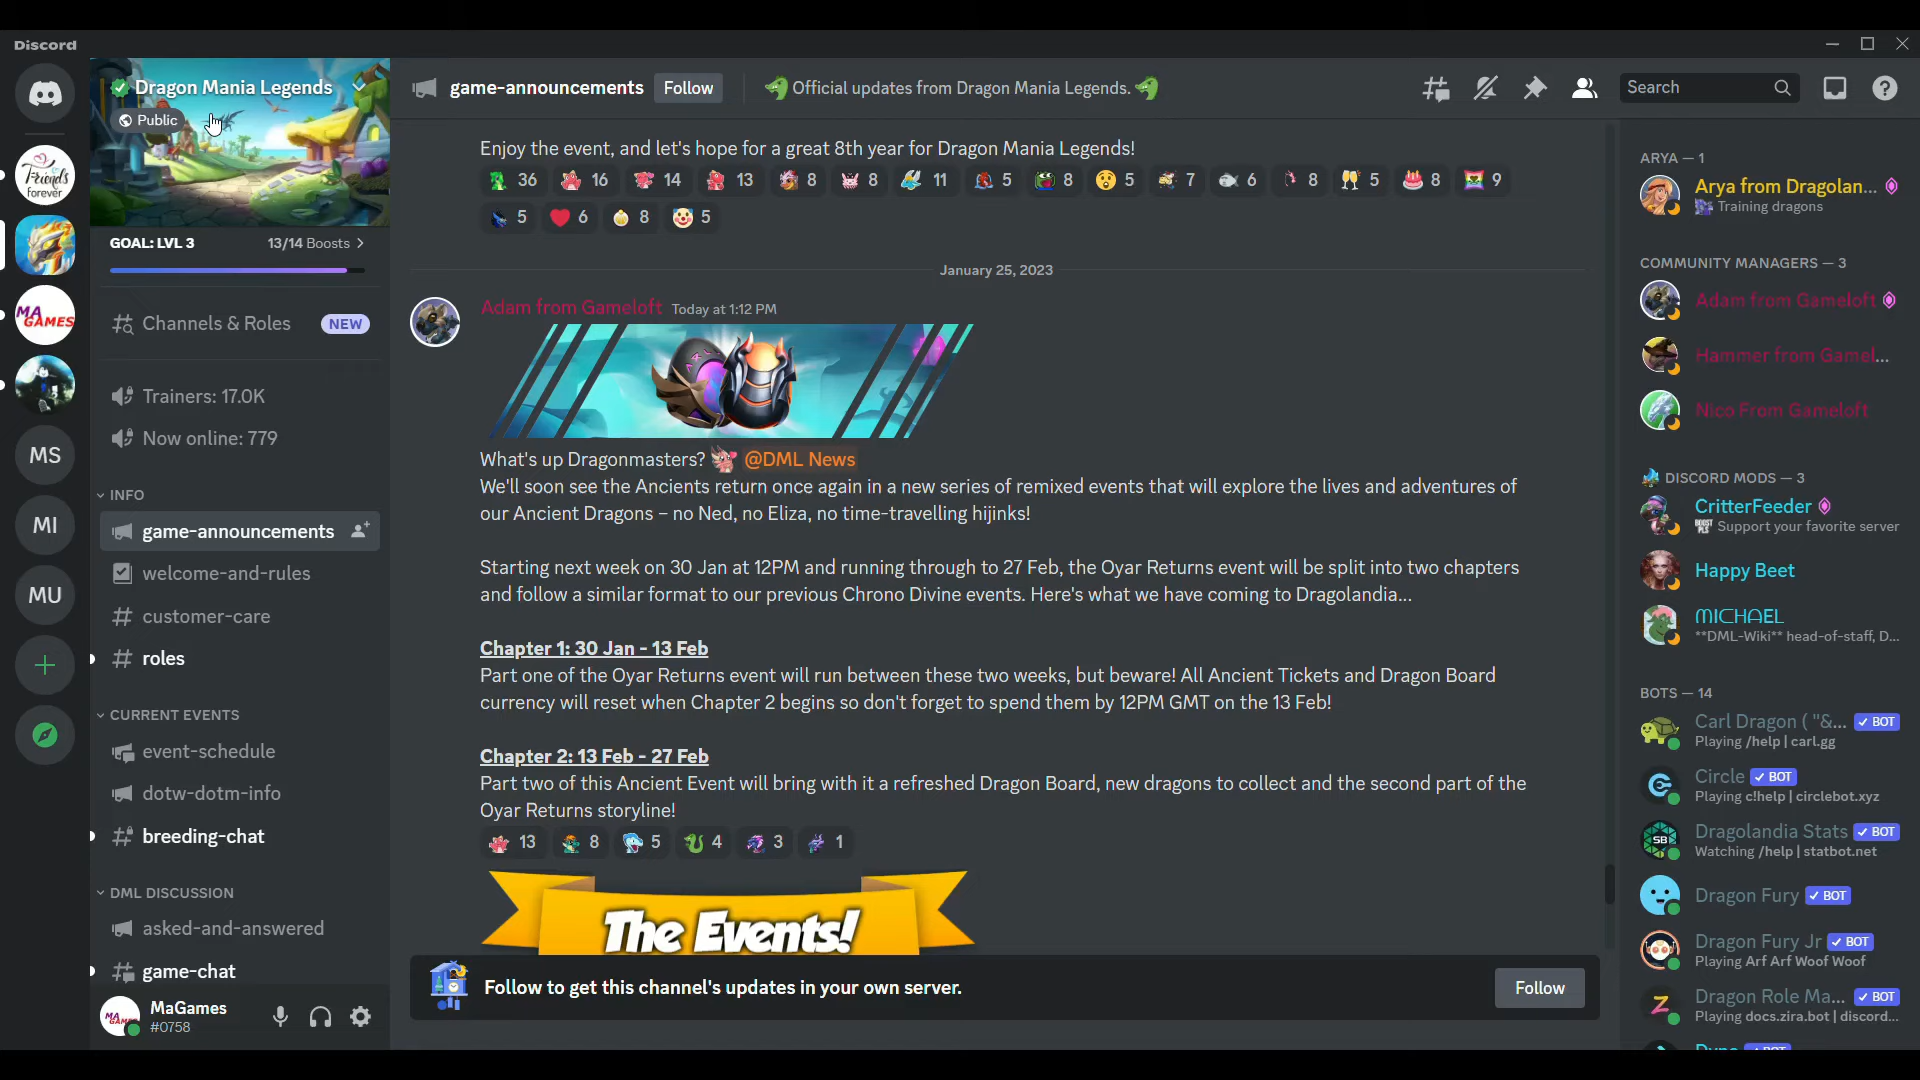 Discord
Dragon Mania Legends
Public
GOAL: LVL 3
13/14 Boosts
Channels & Roles NEW
Trainers: 17.0K
Now online: 779
INFO
game-announcements
welcome-and-rules
customer-care
roles
CURRENT EVENTS
event-schedule
dotw-dotm-info
breeding-chat
DML DISCUSSION
asked-and-answered
game-chat
MaGames
#0758
Friends
forever
MA
GAMES
MS
MI
MU
game-announcements Follow Official updates from Dragon Mania Legends. Search
Enjoy the event, and let's hope for a great 8th year for Dragon Mania Legends!
36 16 14 13 8 8 11 5 8 5 7 6 8 5 8 9
5 6 8 5
January 25, 2023
Adam from Gameloft Today at 1:12 PM
What's up Dragonmasters? @DML News
We'll soon see the Ancients return once again in a new series of remixed events that will explore the lives and adventures of
our Ancient Dragons – no Ned, no Eliza, no time-travelling hijinks!
Starting next week on 30 Jan at 12PM and running through to 27 Feb, the Oyar Returns event will be split into two chapters
and follow a similar format to our previous Chrono Divine events. Here's what we have coming to Dragolandia...
Chapter 1: 30 Jan - 13 Feb
Part one of the Oyar Returns event will run between these two weeks, but beware! All Ancient Tickets and Dragon Board
currency will reset when Chapter 2 begins so don't forget to spend them by 12PM GMT on the 13 Feb!
Chapter 2: 13 Feb - 27 Feb
Part two of this Ancient Event will bring with it a refreshed Dragon Board, new dragons to collect and the second part of the
Oyar Returns storyline!
13 8 5 4 3 1
The Events!
Follow to get this channel's updates in your own server. Follow
ARYA — 1
Arya from Dragolan...
Training dragons
COMMUNITY MANAGERS — 3
Adam from Gameloft
Hammer from Gamel...
Nico From Gameloft
DISCORD MODS — 3
CritterFeeder
Support your favorite server
Happy Beet
MICHAEL
**DML-Wiki** head-of-staff, D...
BOTS — 14
Carl Dragon ( "&... BOT
Playing /help | carl.gg
Circle BOT
Playing c!help | circlebot.xyz
Dragolandia Stats BOT
Watching /help | statbot.net
Dragon Fury BOT
Dragon Fury Jr BOT
Playing Arf Arf Woof Woof
Dragon Role Ma... BOT
Playing docs.zira.bot | discord...